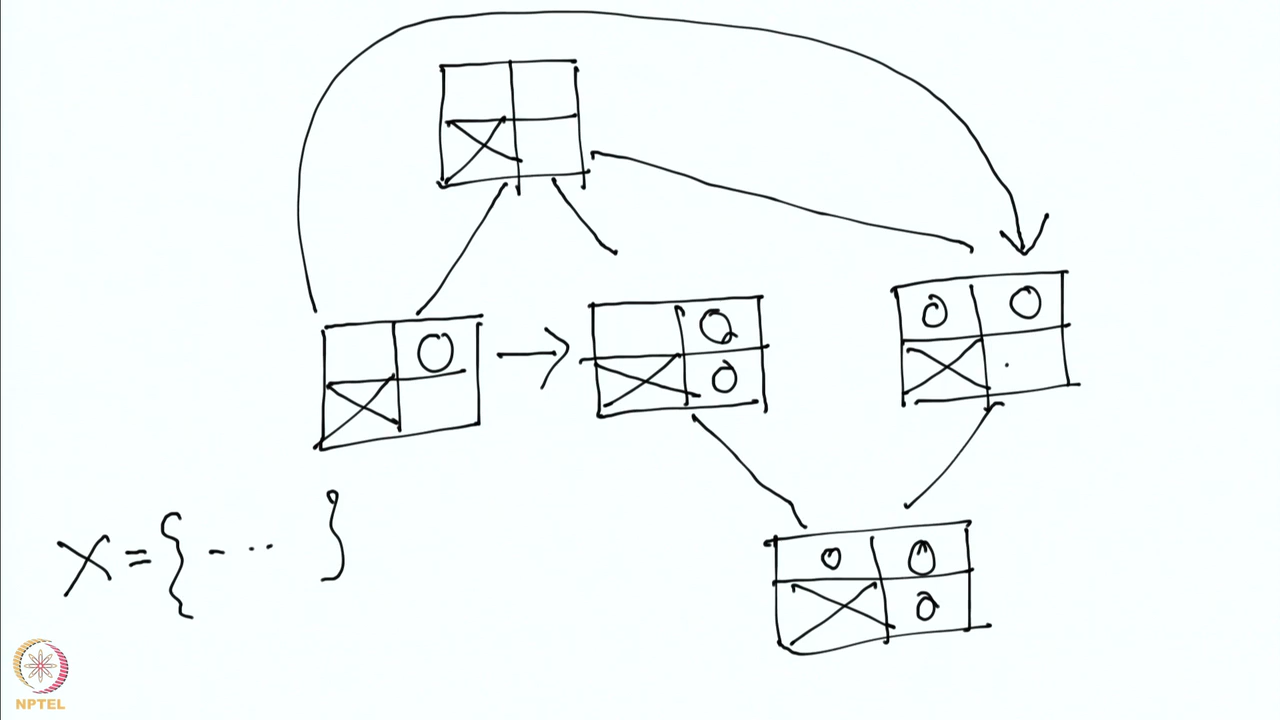 O
O
O
O O
O
O O
X = { - . . . }
NPTEL